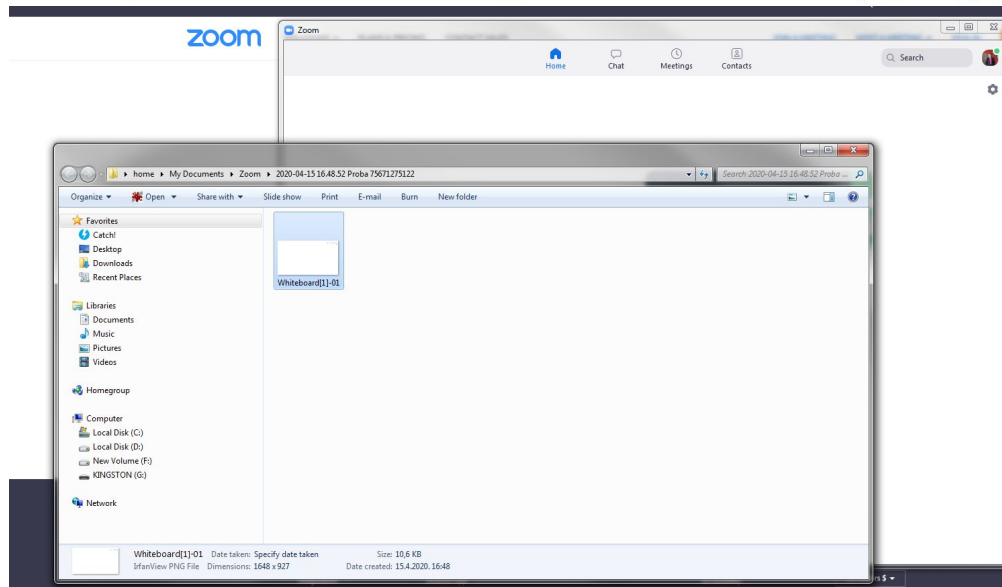 zoom
Zoom
Home
Chat
Meetings
Contacts
Search
home ▸ My Documents ▸ Zoom ▸ 2020-04-15 16.48.52 Proba 75671275122
Search 2020-04-15 16.48.52 Proba ...
Organize
Open
Share with
Slide show
Print
E-mail
Burn
New folder
Favorites
Catch!
Desktop
Downloads
Recent Places
Libraries
Documents
Music
Pictures
Videos
Homegroup
Computer
Local Disk (C:)
Local Disk (D:)
New Volume (F:)
KINGSTON (G:)
Network
Whiteboard[1]-01
Whiteboard[1]-01 Date taken: Specify date taken Size: 10,6 KB
IrfanView PNG File Dimensions: 1648 x 927 Date created: 15.4.2020. 16:48